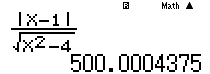 R Math ▲
|X-1|
√X²-4
500.0004375